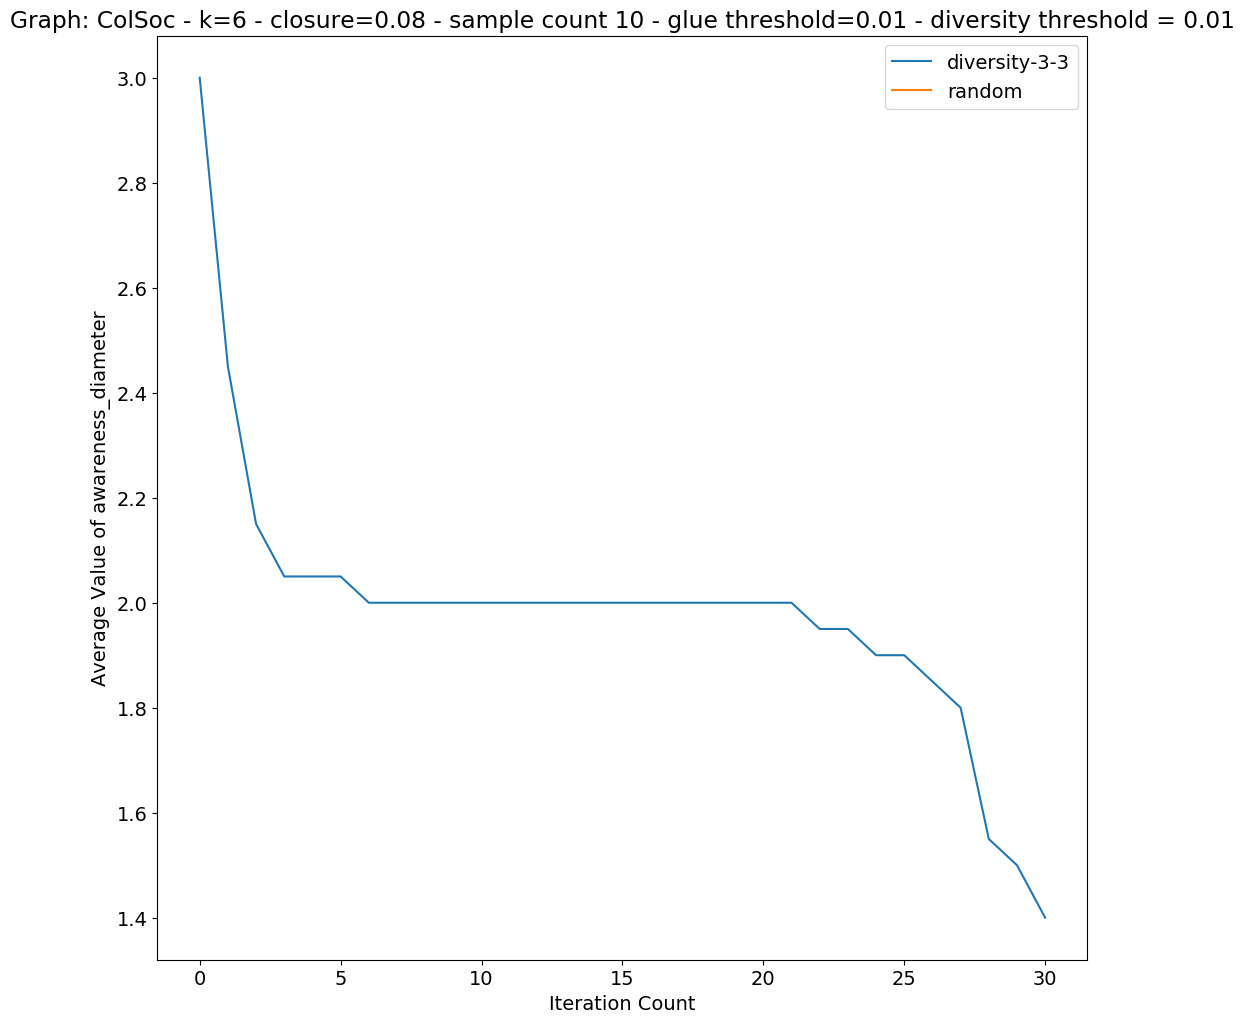 Graph: ColSoc - k=6 - closure=0.08 - sample count 10 - glue threshold=0.01 - diversity threshold = 0.01
diversity-3-3
random
3.0
2.8
2.6
2.4
2.2
2.0
1.8
1.6
1.4
Average Value of awareness_diameter
0 5 10 15 20 25 30
Iteration Count